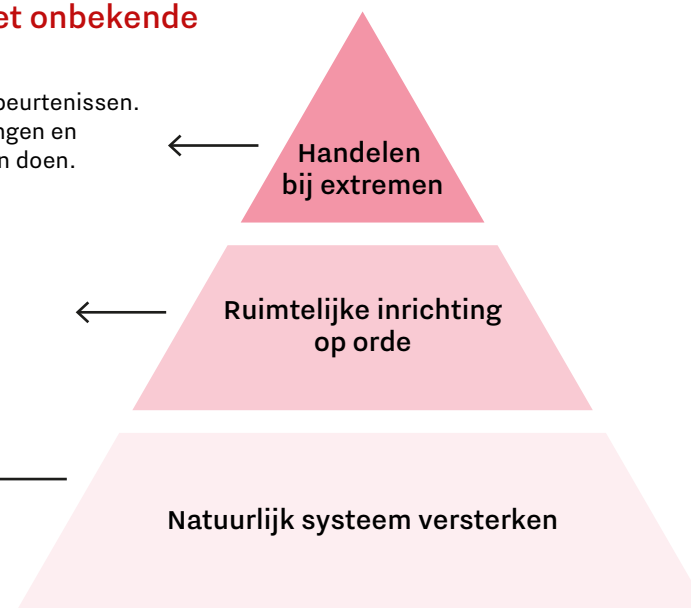 et onbekende
beurtenissen.
ngen en
n doen.
Handelen
bij extremen
Ruimtelijke inrichting
op orde
Natuurlijk systeem versterken